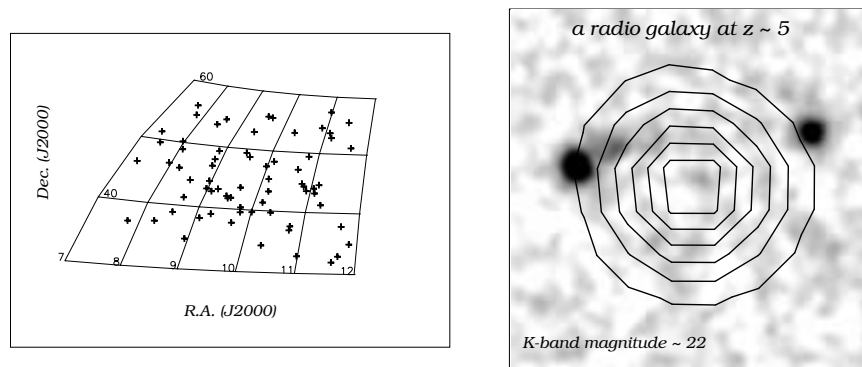 60
Dec. (J2000)
40
7
8
9
10
11
12
R.A. (J2000)
a radio galaxy at z ~ 5
K-band magnitude ~ 22